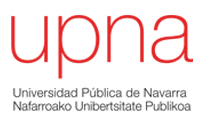 upna
Universidad Pública de Navarra
Nafarroako Unibertsitate Publikoa